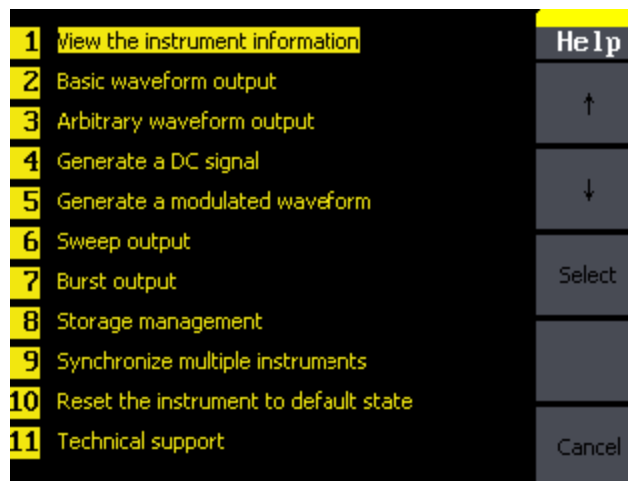 1 View the instrument information
2 Basic waveform output
3 Arbitrary waveform output
4 Generate a DC signal
5 Generate a modulated waveform
6 Sweep output
7 Burst output
8 Storage management
9 Synchronize multiple instruments
10 Reset the instrument to default state
11 Technical support
Help
↑
↓
Select
Cancel